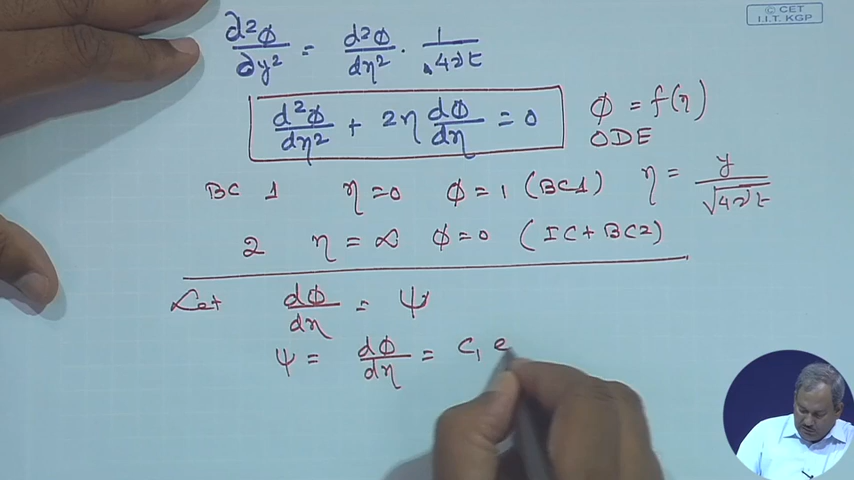 © CET
I.I.T. KGP
∂²φ/∂y² = d²φ/dη² · 1/√4νt
d²φ/dη² + 2η dφ/dη = 0
φ = f(η)
ODE
BC 1 η=0 φ=1 (BC1)
η = y/√4νt
2 η = ∞ φ=0 (IC+BC2)
Let dφ/dη = ψ
ψ = dφ/dη = C₁ e